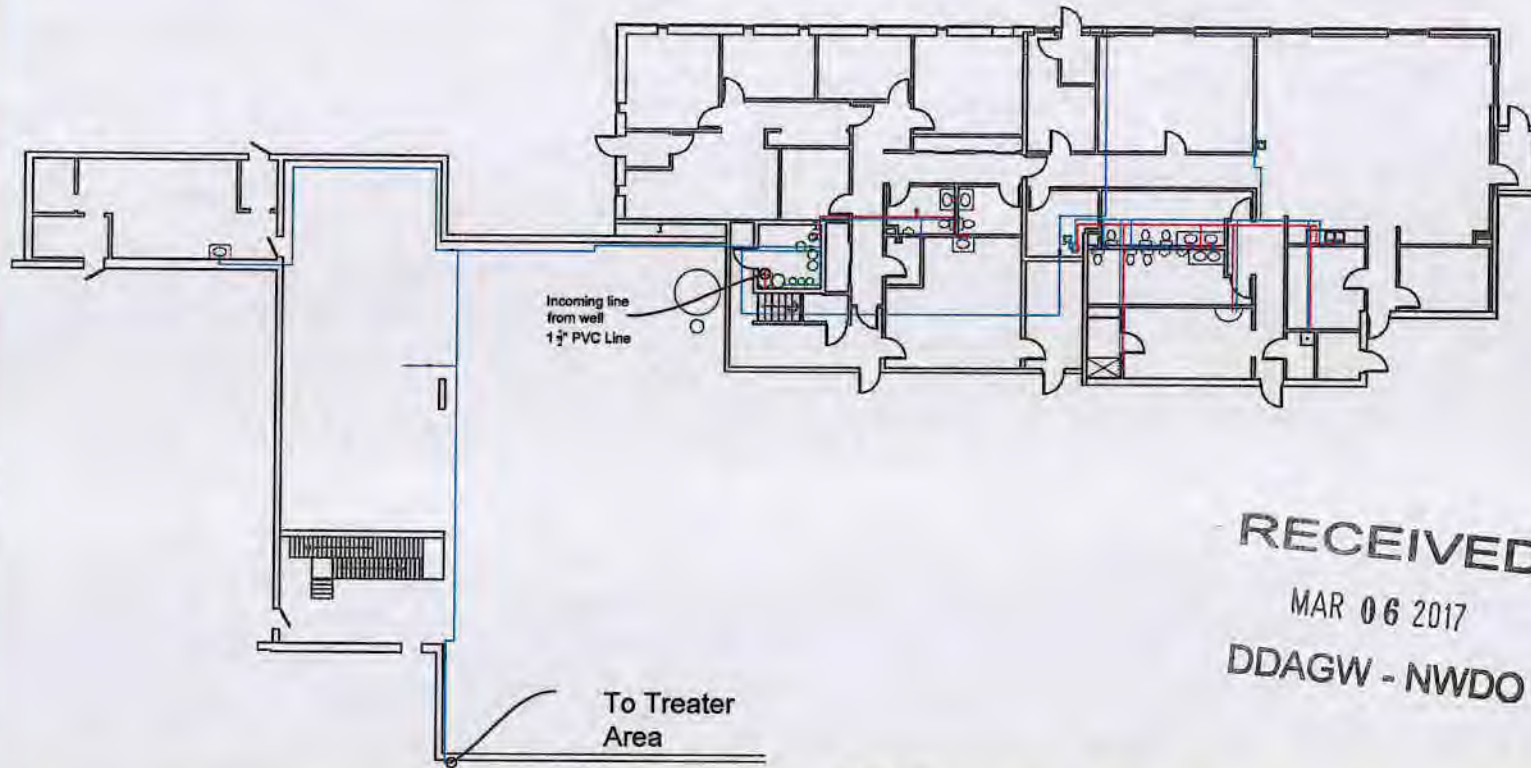 Incoming line
from well
1 1/2" PVC Line
RECEIVED
MAR 06 2017
DDAGW - NWDO
To Treater
Area